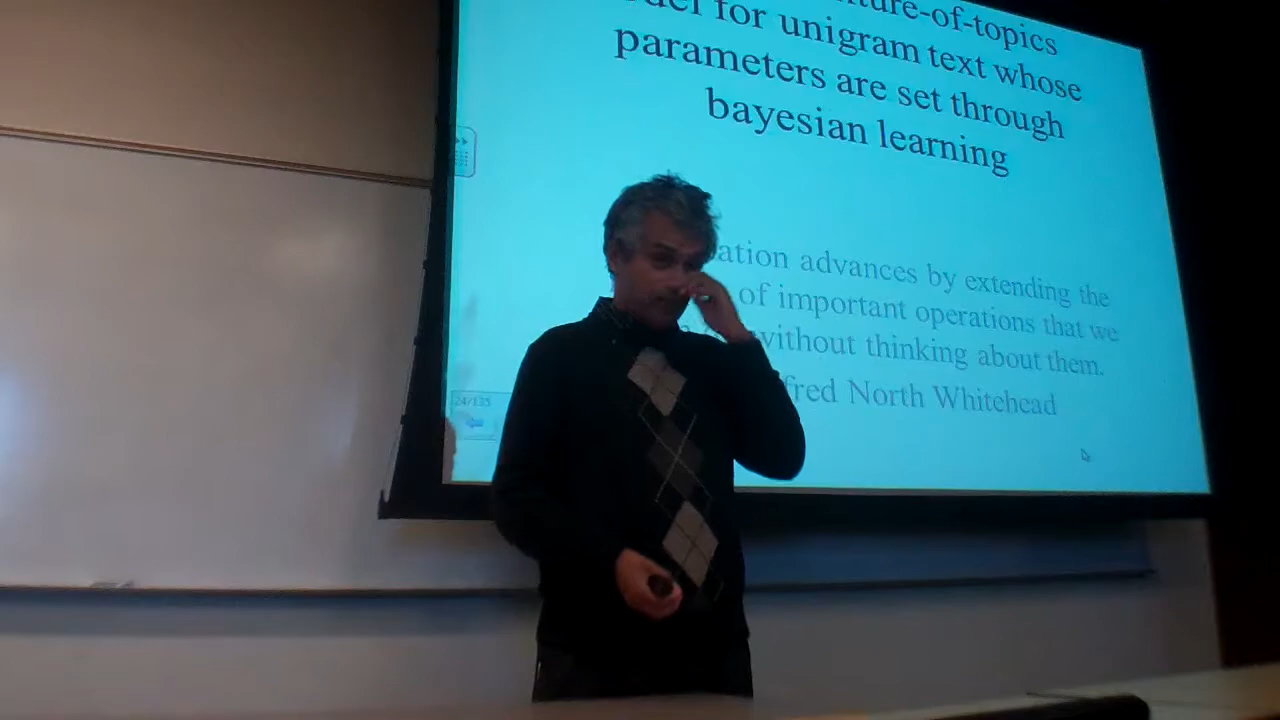 ture-of-topics
del for unigram text whose
parameters are set through
bayesian learning
ation advances by extending the
of important operations that we
without thinking about them.
fred North Whitehead
24/135